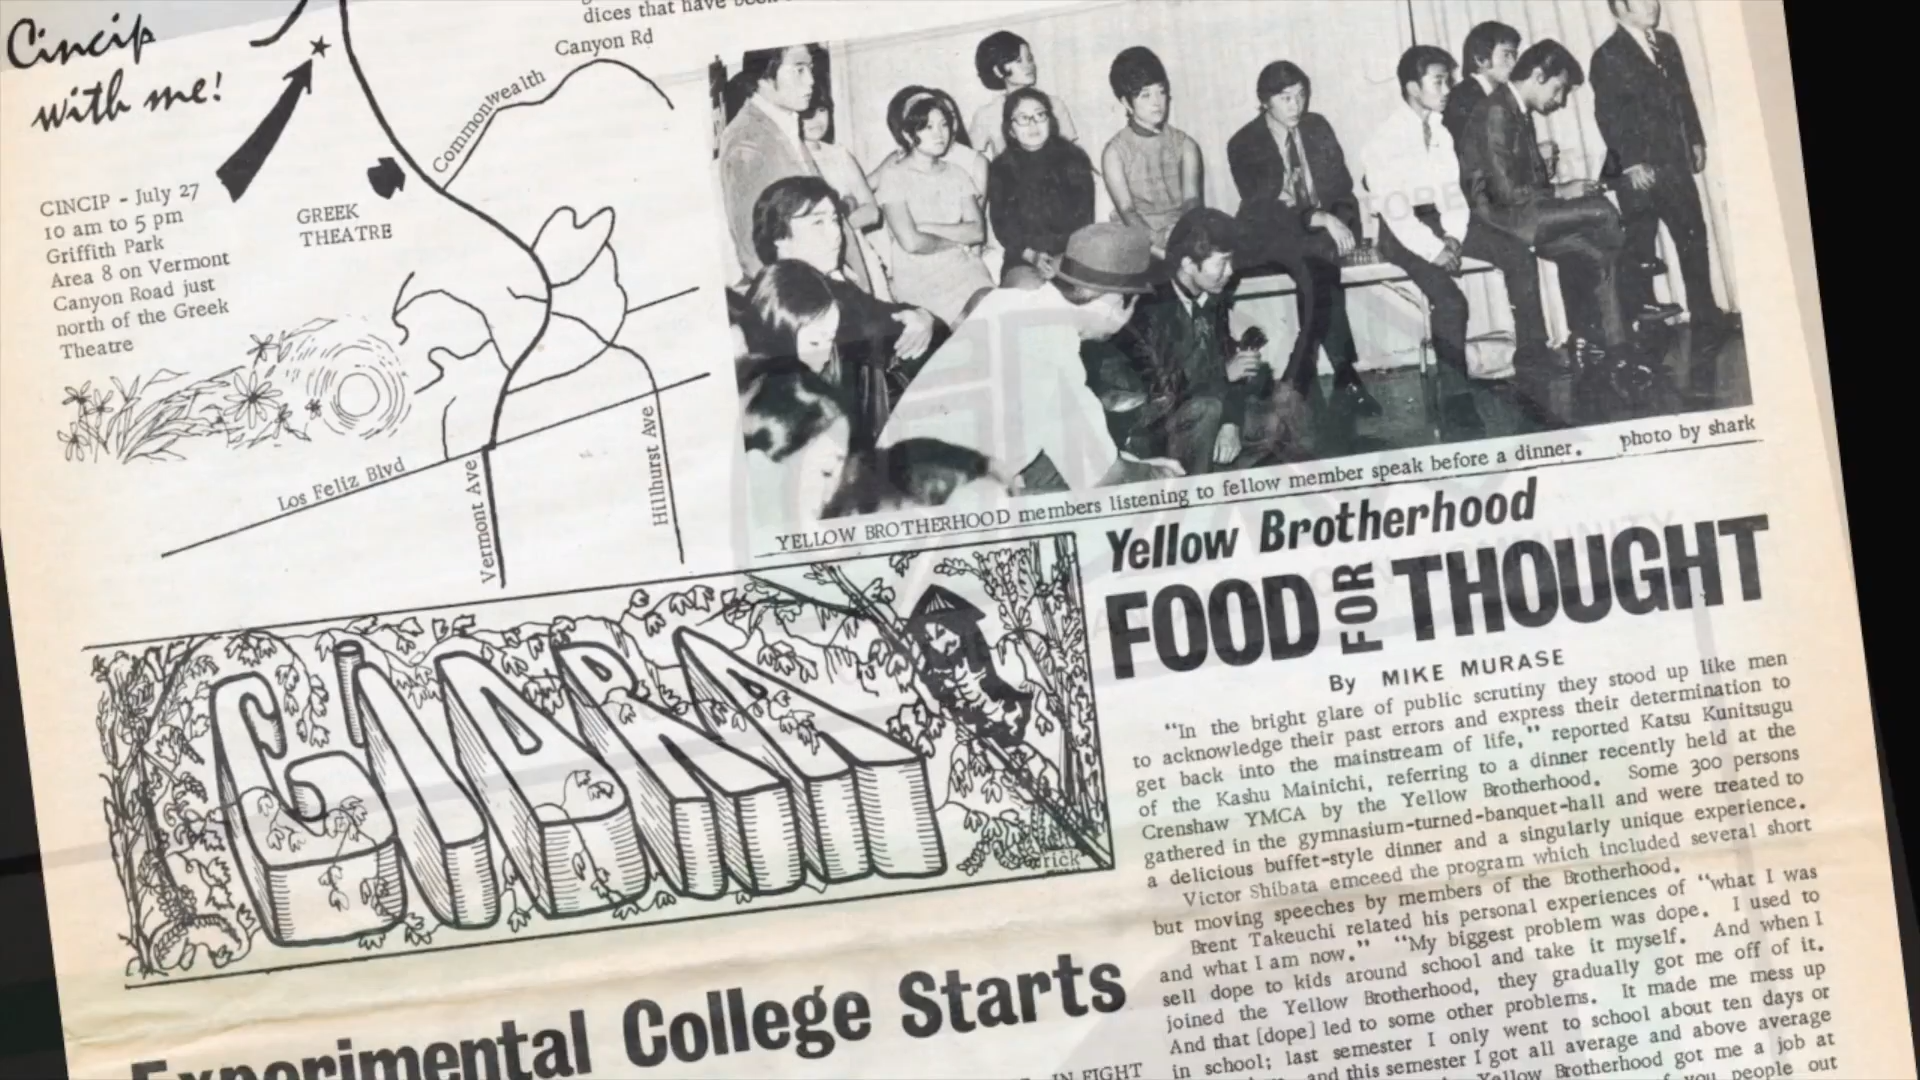 Cincip
with me!
CINCIP - July 27
10 am to 5 pm
Griffith Park
Area 8 on Vermont
Canyon Road just
north of the Greek
Theatre
GREEK
THEATRE
Commonwealth
Canyon Rd
Los Feliz Blvd
Vermont Ave
Hillhurst Ave
dices that have been
YELLOW BROTHERHOOD members listening to fellow member speak before a dinner. photo by shark
GIDRA
rick
Experimental College Starts
IN FIGHT
Yellow Brotherhood
FOOD FOR THOUGHT
By MIKE MURASE
“In the bright glare of public scrutiny they stood up like men
to acknowledge their past errors and express their determination to
get back into the mainstream of life,” reported Katsu Kunitsugu
of the Kashu Mainichi, referring to a dinner recently held at the
Crenshaw YMCA by the Yellow Brotherhood. Some 300 persons
gathered in the gymnasium-turned-banquet-hall and were treated to
a delicious buffet-style dinner and a singularly unique experience.
Victor Shibata emceed the program which included several short
but moving speeches by members of the Brotherhood.
Brent Takeuchi related his personal experiences of “what I was
and what I am now.” “My biggest problem was dope. I used to
sell dope to kids around school and take it myself. And when I
joined the Yellow Brotherhood, they gradually got me off of it.
And that [dope] led to some other problems. It made me mess up
in school; last semester I only went to school about ten days or
and this semester I got all average and above average
Yellow Brotherhood got me a job at
you people out